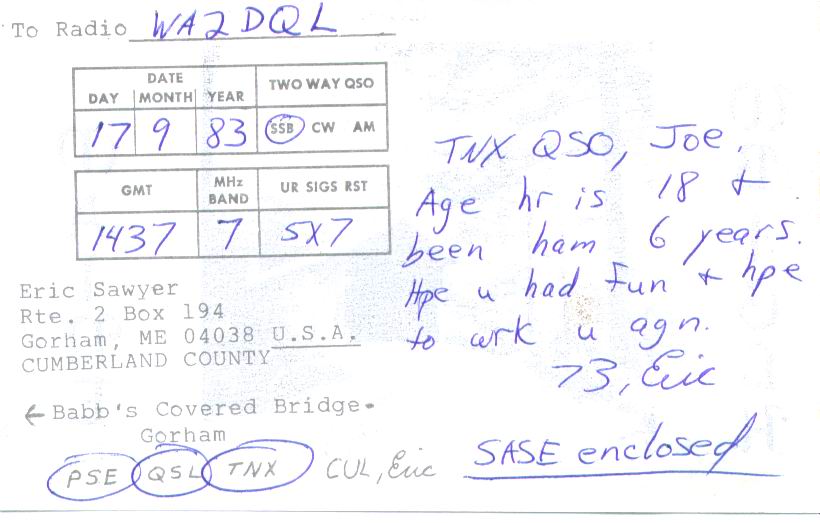 To Radio WA2DQL
DATE
DAY MONTH YEAR TWO WAY QSO
17 9 83 SSB CW AM
GMT MHz BAND UR SIGS RST
1437 7 5X7
Eric Sawyer
Rte. 2 Box 194
Gorham, ME 04038 U.S.A.
CUMBERLAND COUNTY
← Babb's Covered Bridge.
Gorham
PSE QSL TNX CUL, Eric
TNX QSO, Joe.
Age hr is 18 +
been ham 6 years.
Hpe u had fun + hpe
to wrk u agn.
73, Eric
SASE enclosed